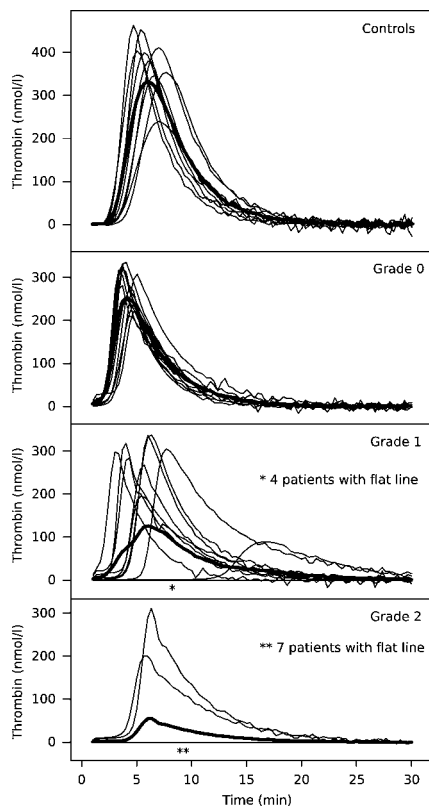 Controls
Thrombin (nmol/l)
400
300
200
100
0
Grade 0
Thrombin (nmol/l)
300
200
100
0
Grade 1
* 4 patients with flat line
Thrombin (nmol/l)
300
200
100
0
*
Grade 2
** 7 patients with flat line
Thrombin (nmol/l)
300
200
100
0
**
0 5 10 15 20 25 30
Time (min)